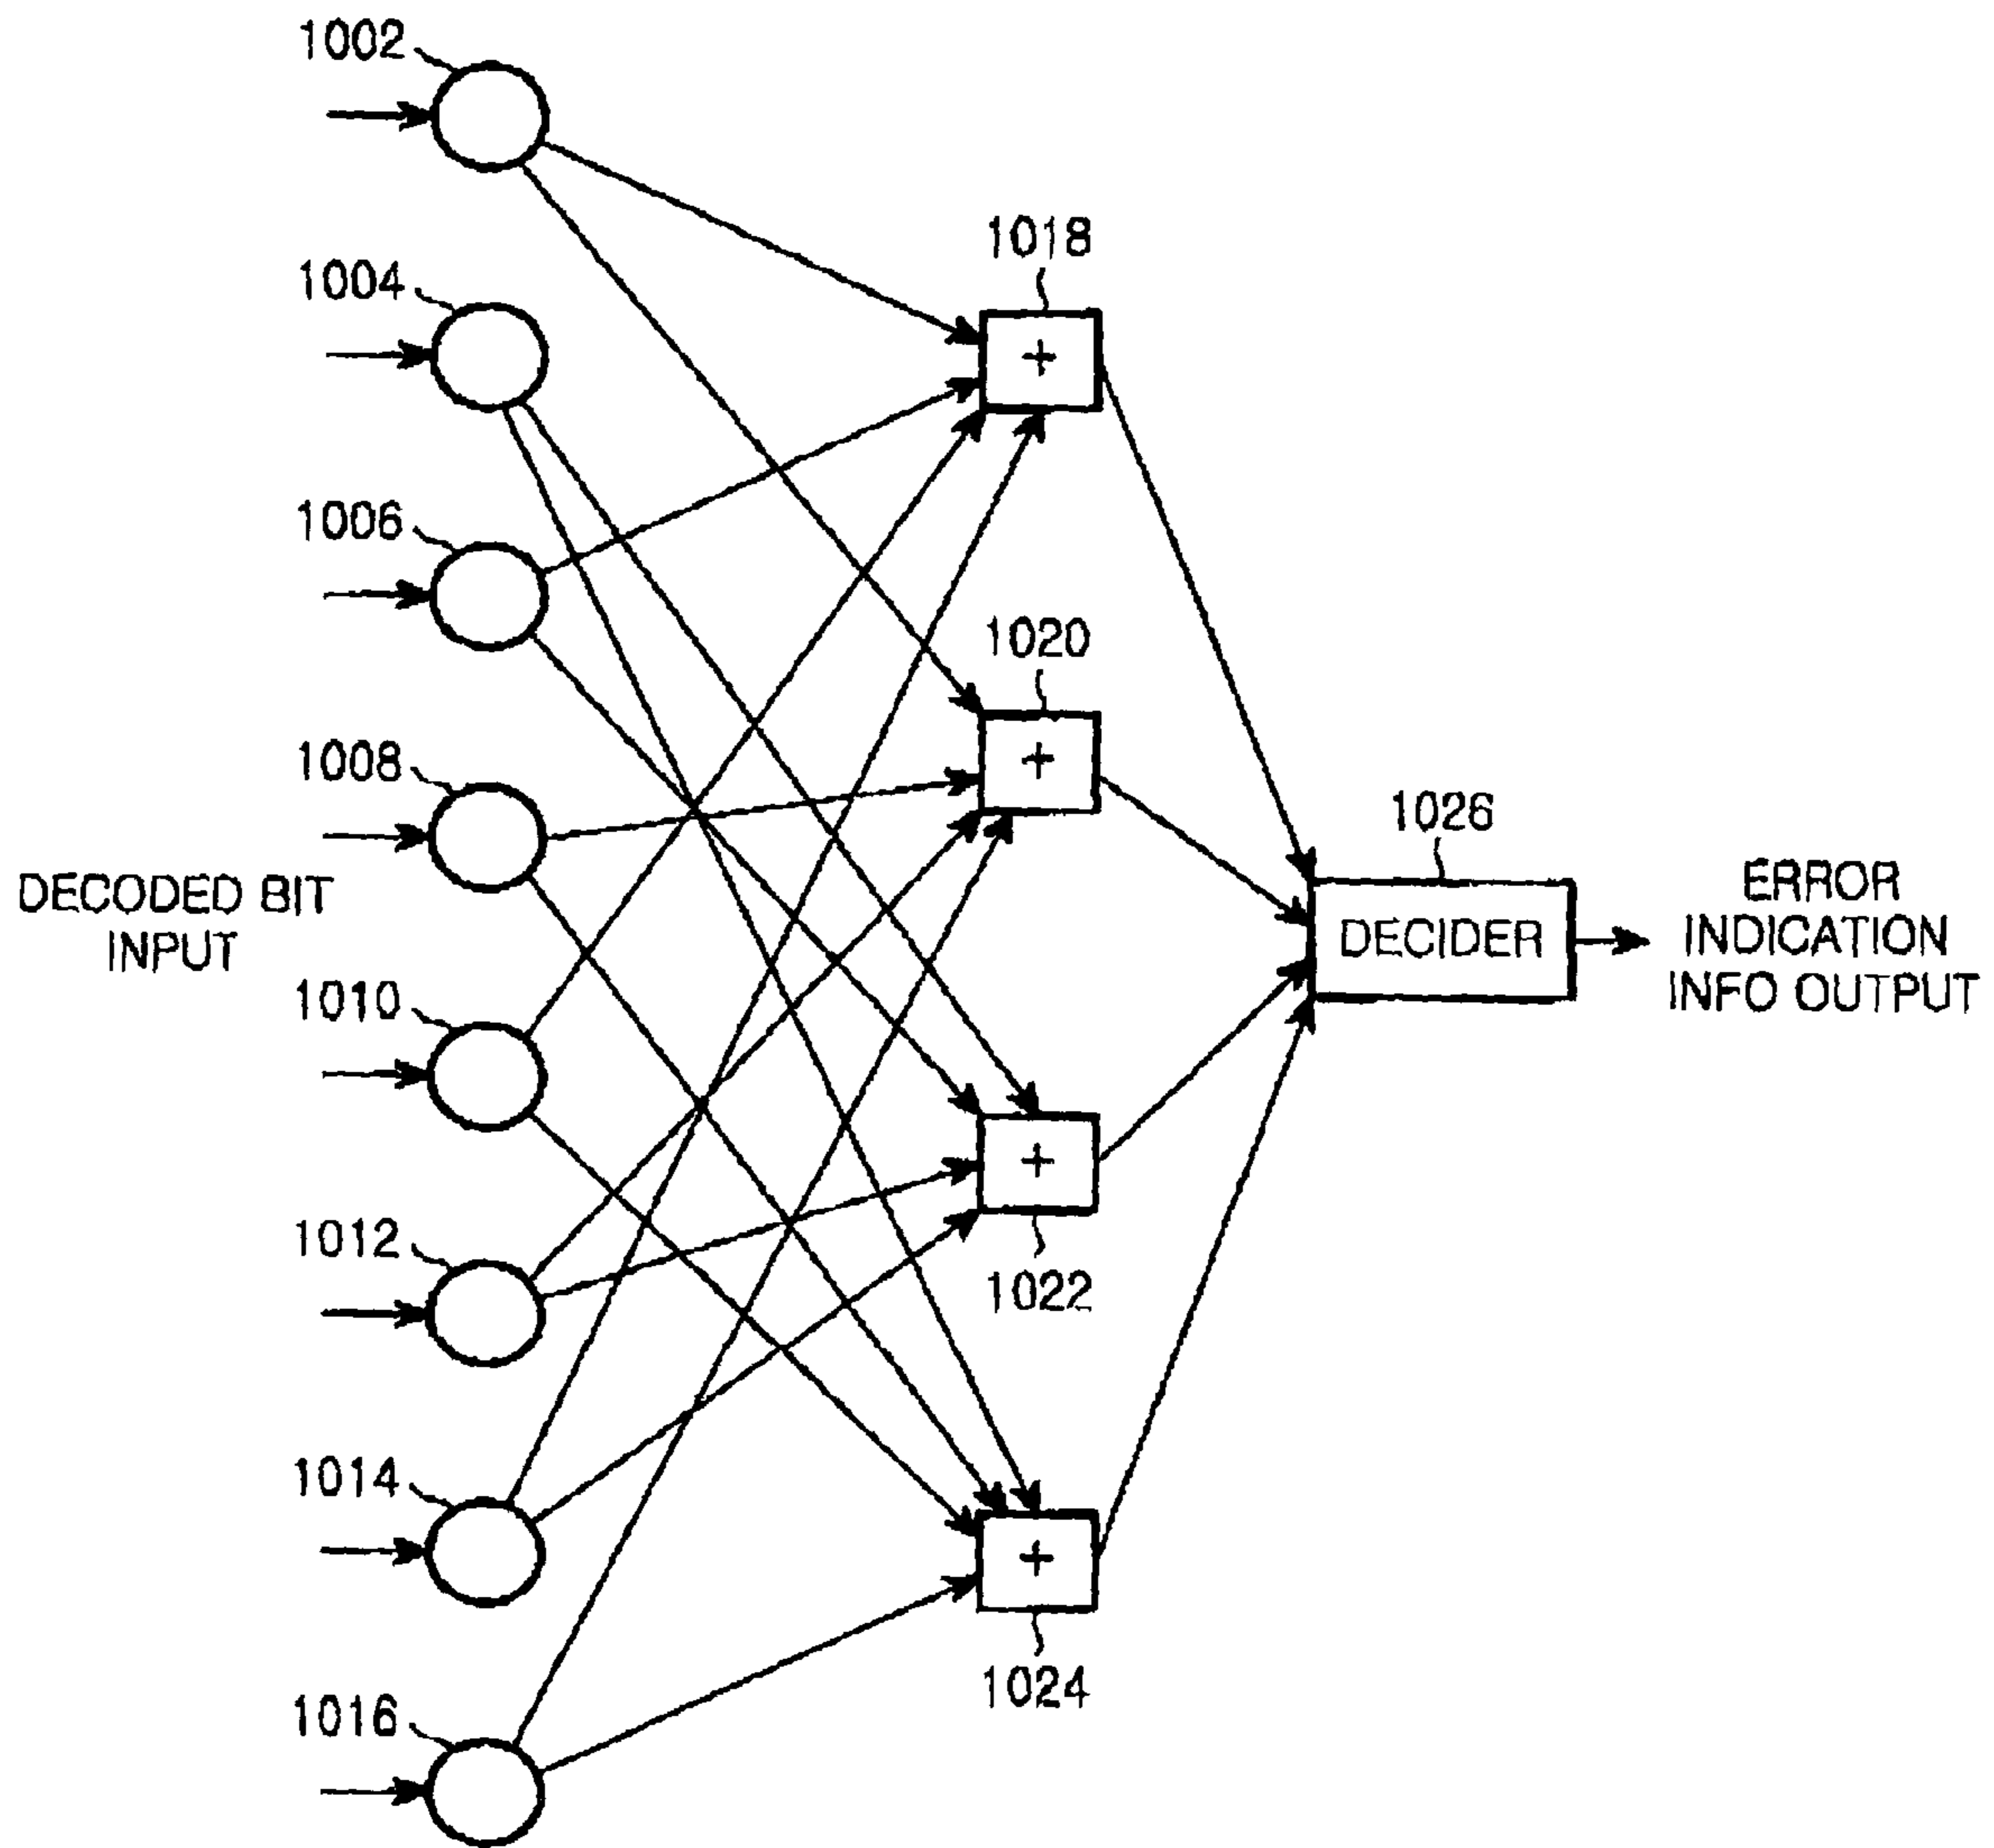 1002
1004
1006
1008
DECODED BIT
INPUT
1010
1012
1014
1016
1018
+
1020
+
+
1022
+
1024
1026
DECIDER
ERROR
INDICATION
INFO OUTPUT